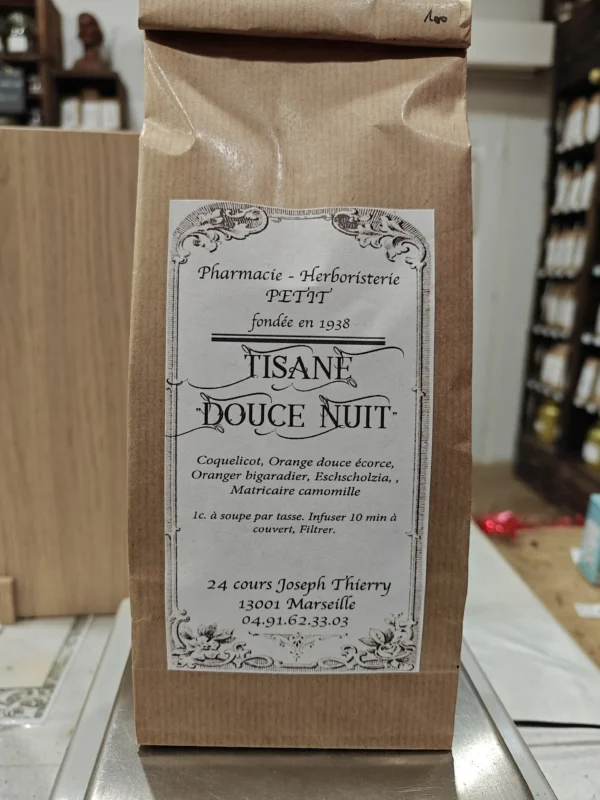 100
Pharmacie - Herboristerie
PETIT
fondée en 1938
TISANE
"DOUCE NUIT"
Coquelicot, Orange douce écorce,
Oranger bigaradier, Eschscholzia, ,
Matricaire camomille
1c. à soupe par tasse. Infuser 10 min à
couvert, Filtrer.
24 cours Joseph Thierry
13001 Marseille
04.91.62.33.03